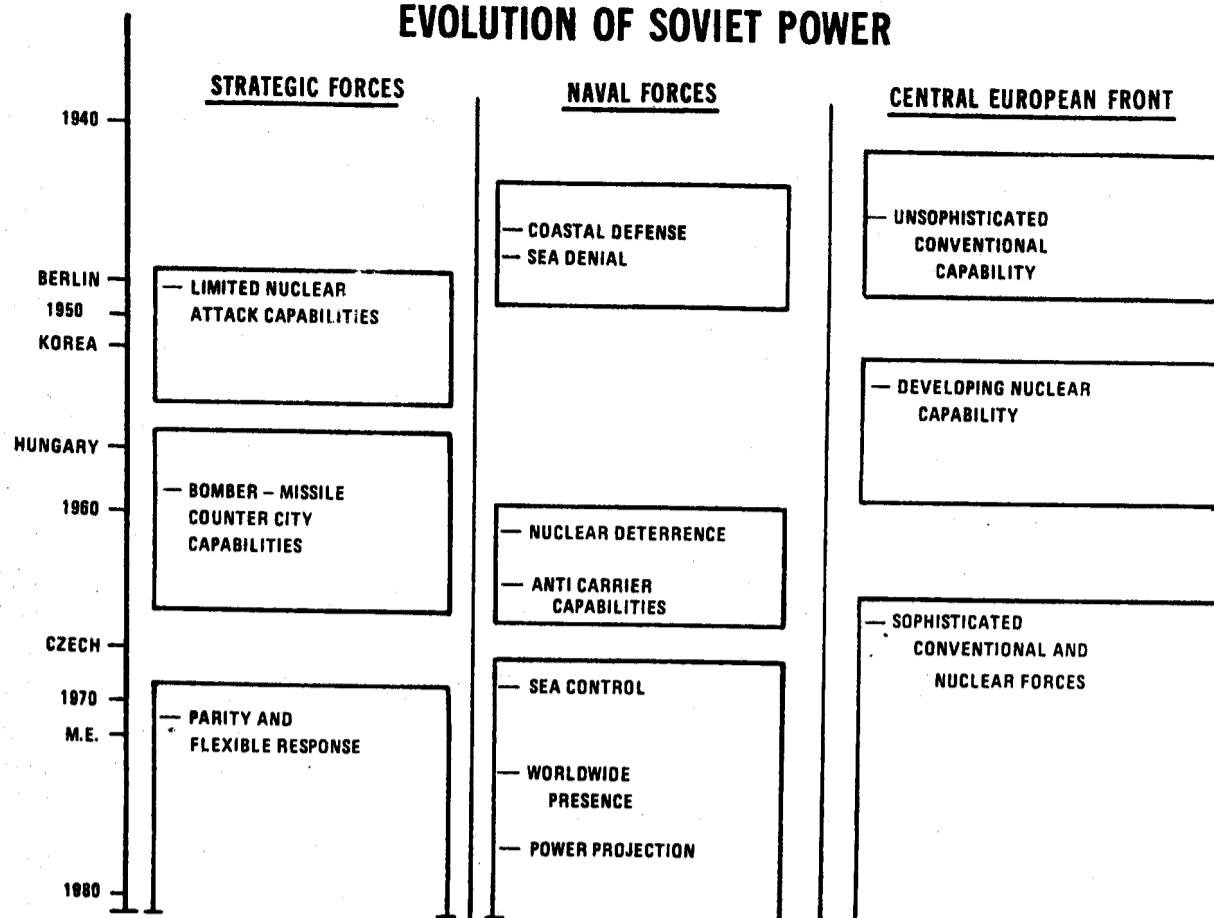 EVOLUTION OF SOVIET POWER
STRATEGIC FORCES
NAVAL FORCES
CENTRAL EUROPEAN FRONT
1940
BERLIN
1950
KOREA
HUNGARY
1960
CZECH
1970
M.E.
1980
— LIMITED NUCLEAR
ATTACK CAPABILITIES
— BOMBER – MISSILE
COUNTER CITY
CAPABILITIES
— PARITY AND
FLEXIBLE RESPONSE
— COASTAL DEFENSE
— SEA DENIAL
— NUCLEAR DETERRENCE
— ANTI CARRIER
CAPABILITIES
— SEA CONTROL
— WORLDWIDE
PRESENCE
— POWER PROJECTION
— UNSOPHISTICATED
CONVENTIONAL
CAPABILITY
— DEVELOPING NUCLEAR
CAPABILITY
— SOPHISTICATED
CONVENTIONAL AND
NUCLEAR FORCES